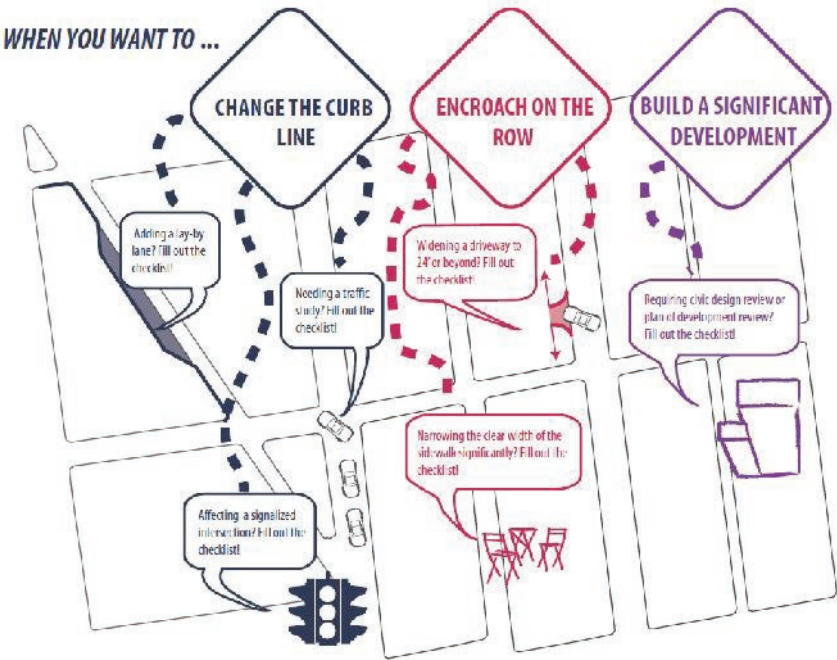 WHEN YOU WANT TO ...
CHANGE THE CURB
LINE
ENCROACH ON THE
ROW
BUILD A SIGNIFICANT
DEVELOPMENT
Adding a lay-by
lane? Fill out the
checklist!
Needing a traffic
study? Fill out the
checklist!
Affecting a signalized
intersection? Fill out the
checklist!
Widening a driveway to
24' or beyond? Fill out
the checklist!
Narrowing the clear width of the
sidewalk significantly? Fill out the
checklist!
Requiring civic design review or
plan of development review?
Fill out the checklist!